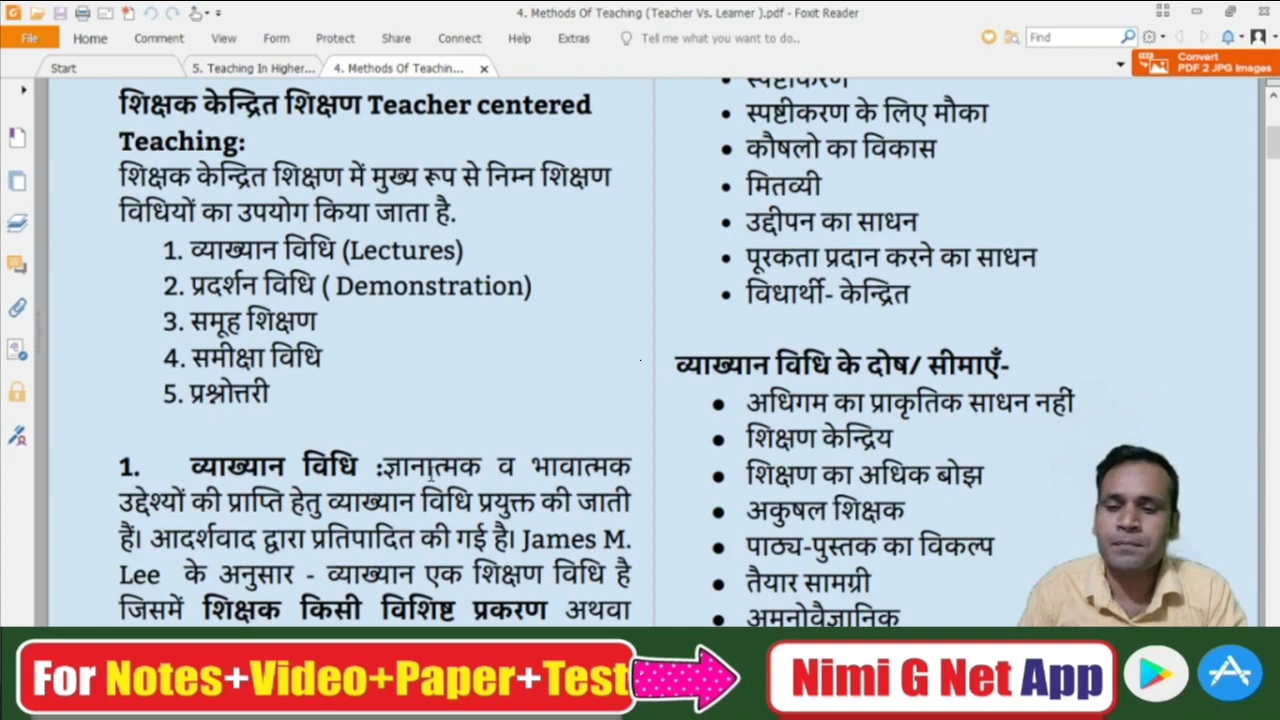 4. Methods Of Teaching (Teacher Vs. Learner ).pdf - Foxit Reader
File Home Comment View Form Protect Share Connect Help Extras Tell me what you want to do.. Find
Start 5. Teaching In Higher... 4. Methods Of Teachin...
Convert
PDF 2 JPG Images
शिक्षक केन्द्रित शिक्षण Teacher centered
Teaching:
शिक्षक केन्द्रित शिक्षण में मुख्य रूप से निम्न शिक्षण
विधियों का उपयोग किया जाता है.
1. व्याख्यान विधि (Lectures)
2. प्रदर्शन विधि ( Demonstration)
3. समूह शिक्षण
4. समीक्षा विधि
5. प्रश्नोत्तरी
1. व्याख्यान विधि :ज्ञानात्मक व भावात्मक
उद्देश्यों की प्राप्ति हेतु व्याख्यान विधि प्रयुक्त की जाती
हैं। आदर्शवाद द्वारा प्रतिपादित की गई है। James M.
Lee के अनुसार - व्याख्यान एक शिक्षण विधि है
जिसमें शिक्षक किसी विशिष्ट प्रकरण अथवा
स्पष्टीकरण
• स्पष्टीकरण के लिए मौका
• कौषलो का विकास
• मितव्यी
• उद्दीपन का साधन
• पूरकता प्रदान करने का साधन
• विधार्थी- केन्द्रित
व्याख्यान विधि के दोष/ सीमाएँ-
● अधिगम का प्राकृतिक साधन नहीं
● शिक्षण केन्द्रिय
● शिक्षण का अधिक बोझ
● अकुषल शिक्षक
● पाठ्य-पुस्तक का विकल्प
● तैयार सामग्री
● अमनोवैज्ञानिक
For Notes+Video+Paper+Test
Nimi G Net App